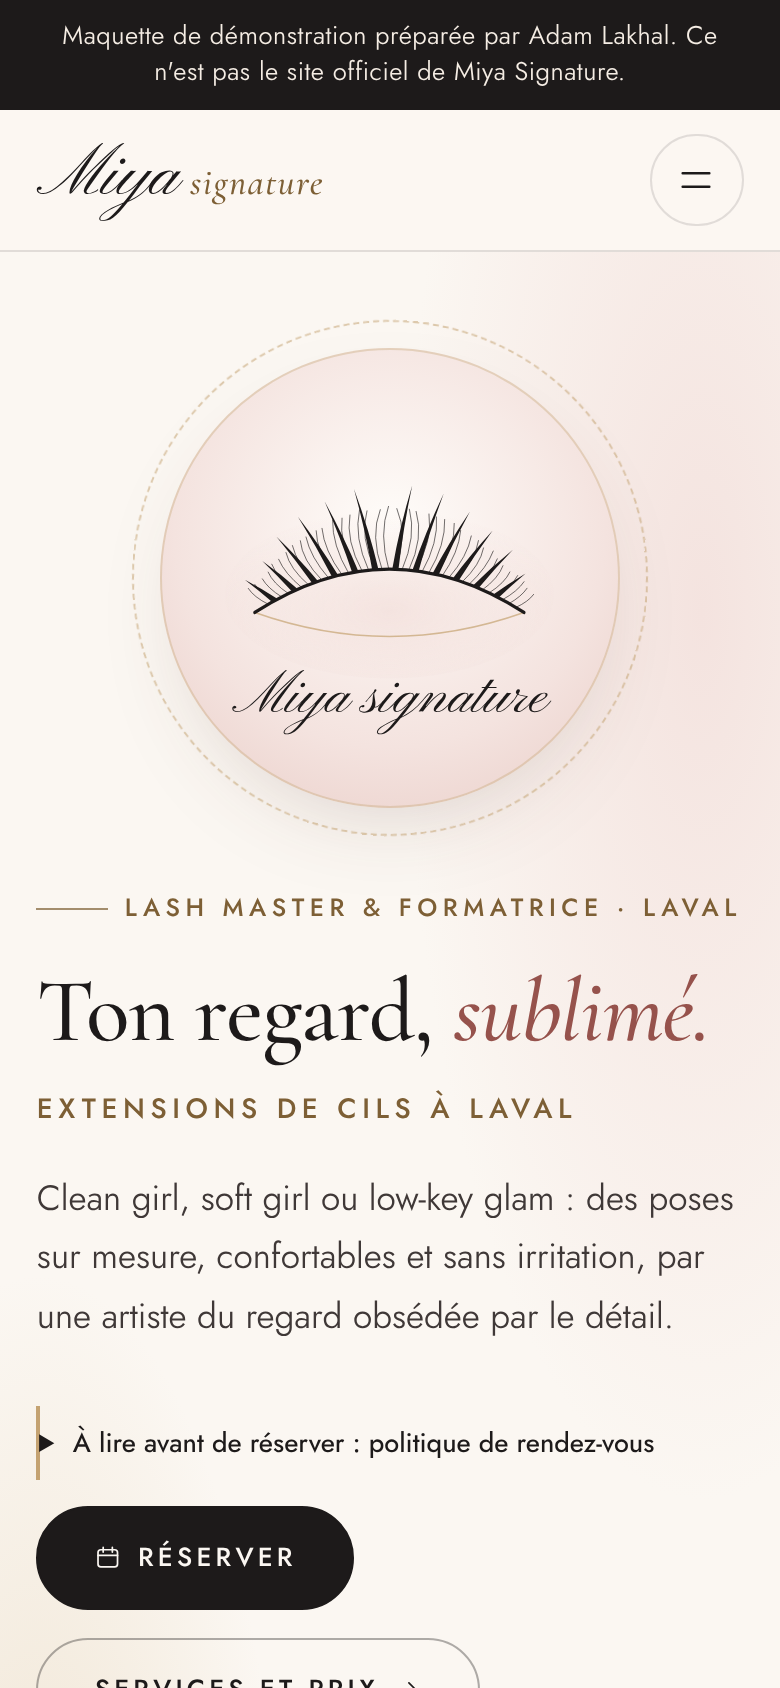 Maquette de démonstration préparée par Adam Lakhal. Ce
n'est pas le site officiel de Miya Signature.
Miya signature
Miya signature
LASH MASTER & FORMATRICE · LAVAL
Ton regard, sublimé.
EXTENSIONS DE CILS À LAVAL
Clean girl, soft girl ou low-key glam : des poses
sur mesure, confortables et sans irritation, par
une artiste du regard obsédée par le détail.
À lire avant de réserver : politique de rendez-vous
RÉSERVER
SERVICES ET PRIX